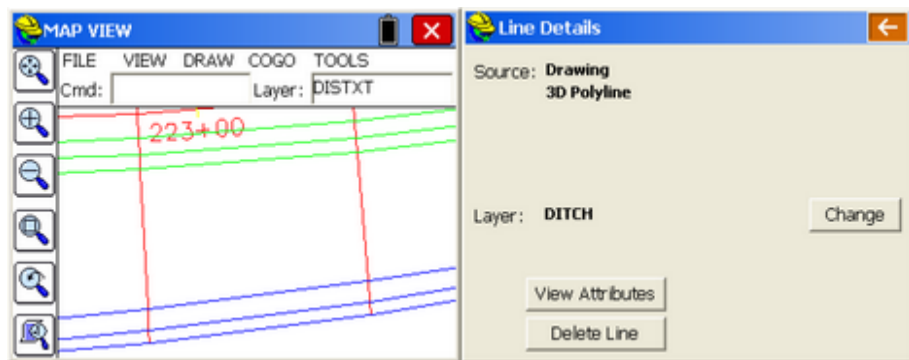 MAP VIEW
FILE VIEW DRAW COGO TOOLS
Cmd: Layer: DISTXT
223+00
Line Details
Source: Drawing
3D Polyline
Layer: DITCH Change
View Attributes
Delete Line